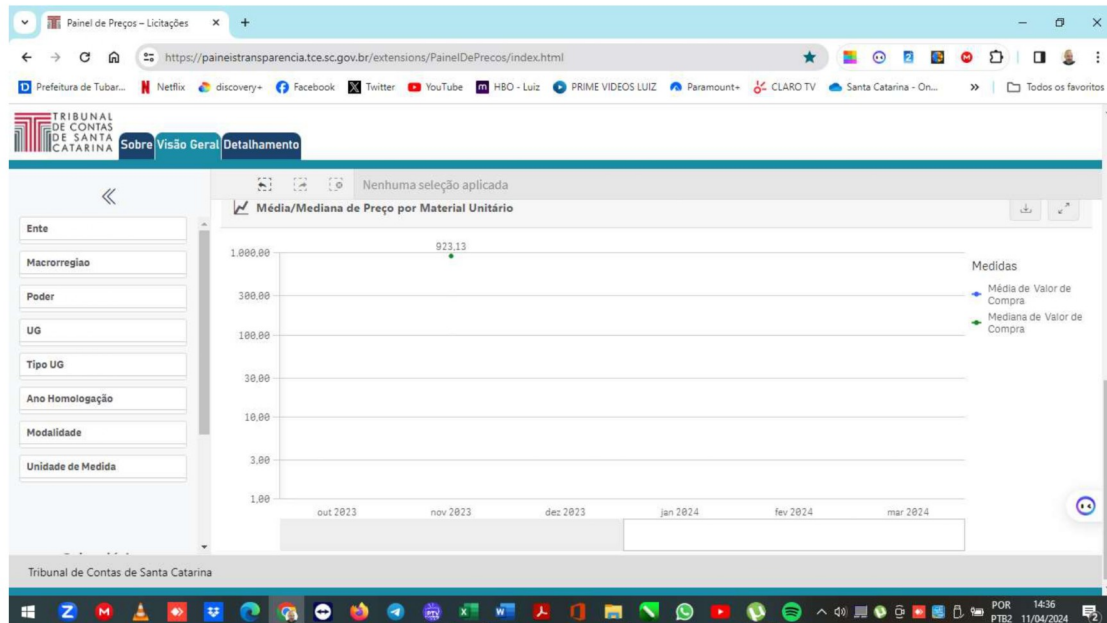 Painel de Preços – Licitações
https://paineistransparencia.tce.sc.gov.br/extensions/PainelDePrecos/index.html
Prefeitura de Tubar... Netflix discovery+ Facebook Twitter YouTube HBO - Luiz PRIME VIDEOS LUIZ Paramount+ CLARO TV Santa Catarina - On... Todos os favoritos
TRIBUNAL
DE CONTAS
DE SANTA
CATARINA
Sobre Visão Geral Detalhamento
Nenhuma seleção aplicada
Média/Mediana de Preço por Material Unitário
Ente
Macrorregiao
Poder
UG
Tipo UG
Ano Homologação
Modalidade
Unidade de Medida
923,13
1.000,00
300,00
100,00
30,00
10,00
3,00
1,00
out 2023 nov 2023 dez 2023 jan 2024 fev 2024 mar 2024
Medidas
Média de Valor de
Compra
Mediana de Valor de
Compra
Tribunal de Contas de Santa Catarina
POR 14:36
PTB2 11/04/2024
2